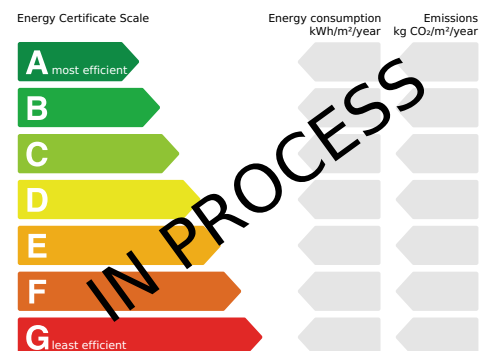 Energy Certificate Scale
Energy consumption
kWh/m²/year
Emissions
kg CO₂/m²/year
A most efficient
B
C
D
E
F
G least efficient
IN PROCESS